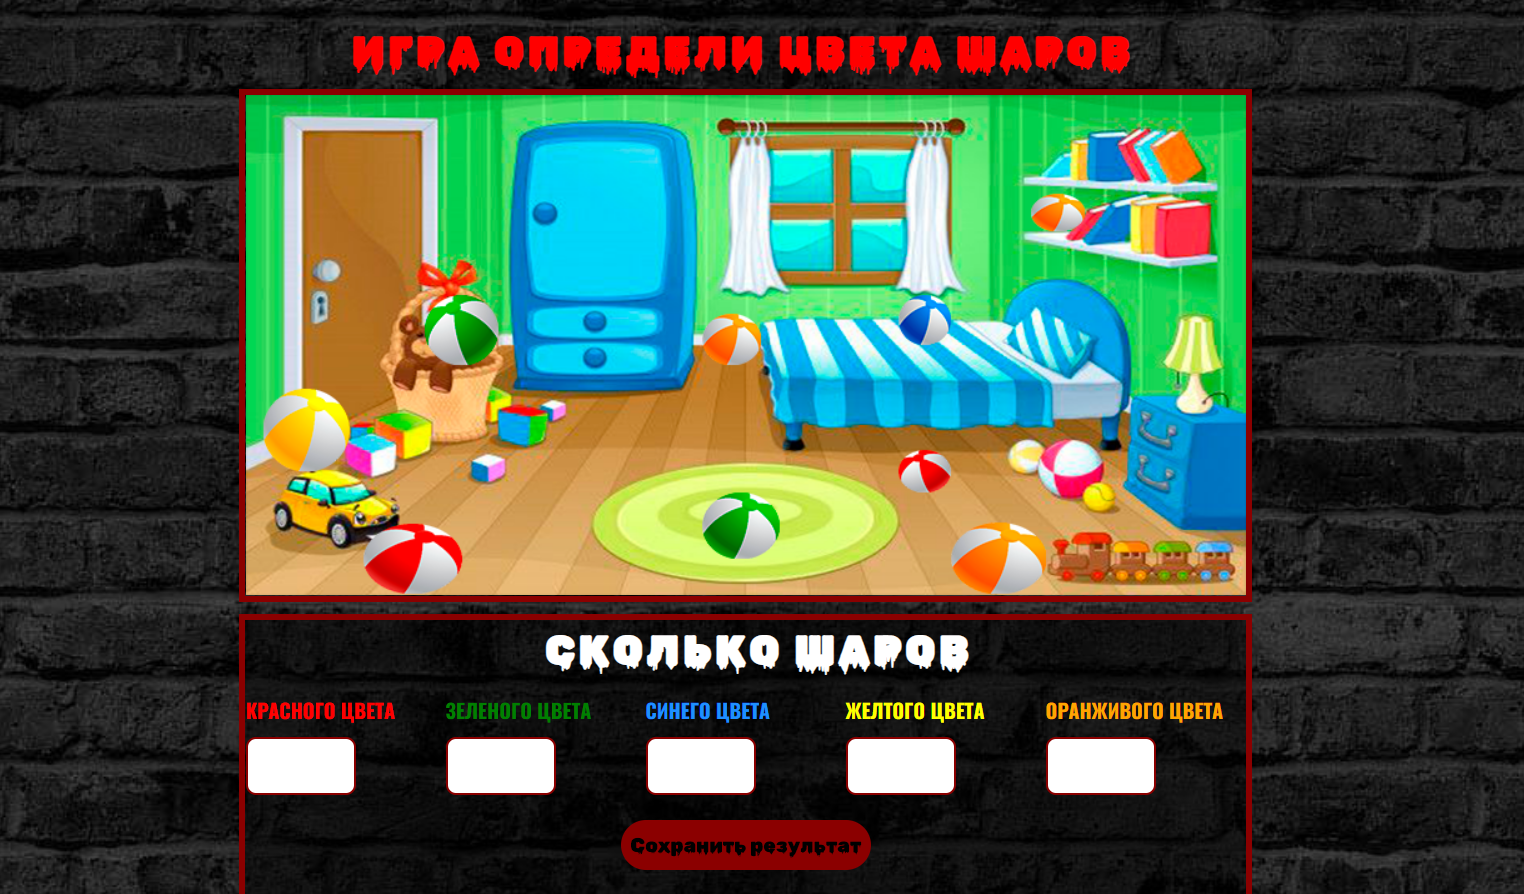 ИГРА ОПРЕДЕЛИ ЦВЕТА ШАРОВ
СКОЛЬКО ШАРОВ
КРАСНОГО ЦВЕТА ЗЕЛЕНОГО ЦВЕТА СИНЕГО ЦВЕТА ЖЕЛТОГО ЦВЕТА ОРАНЖИВОГО ЦВЕТА
Сохранить результат